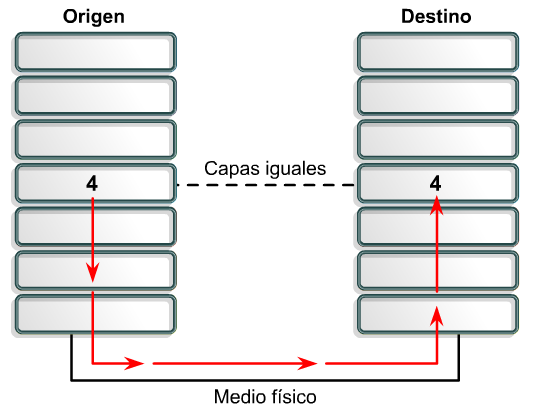 Origen
Destino
Capas iguales
4
4
Medio físico